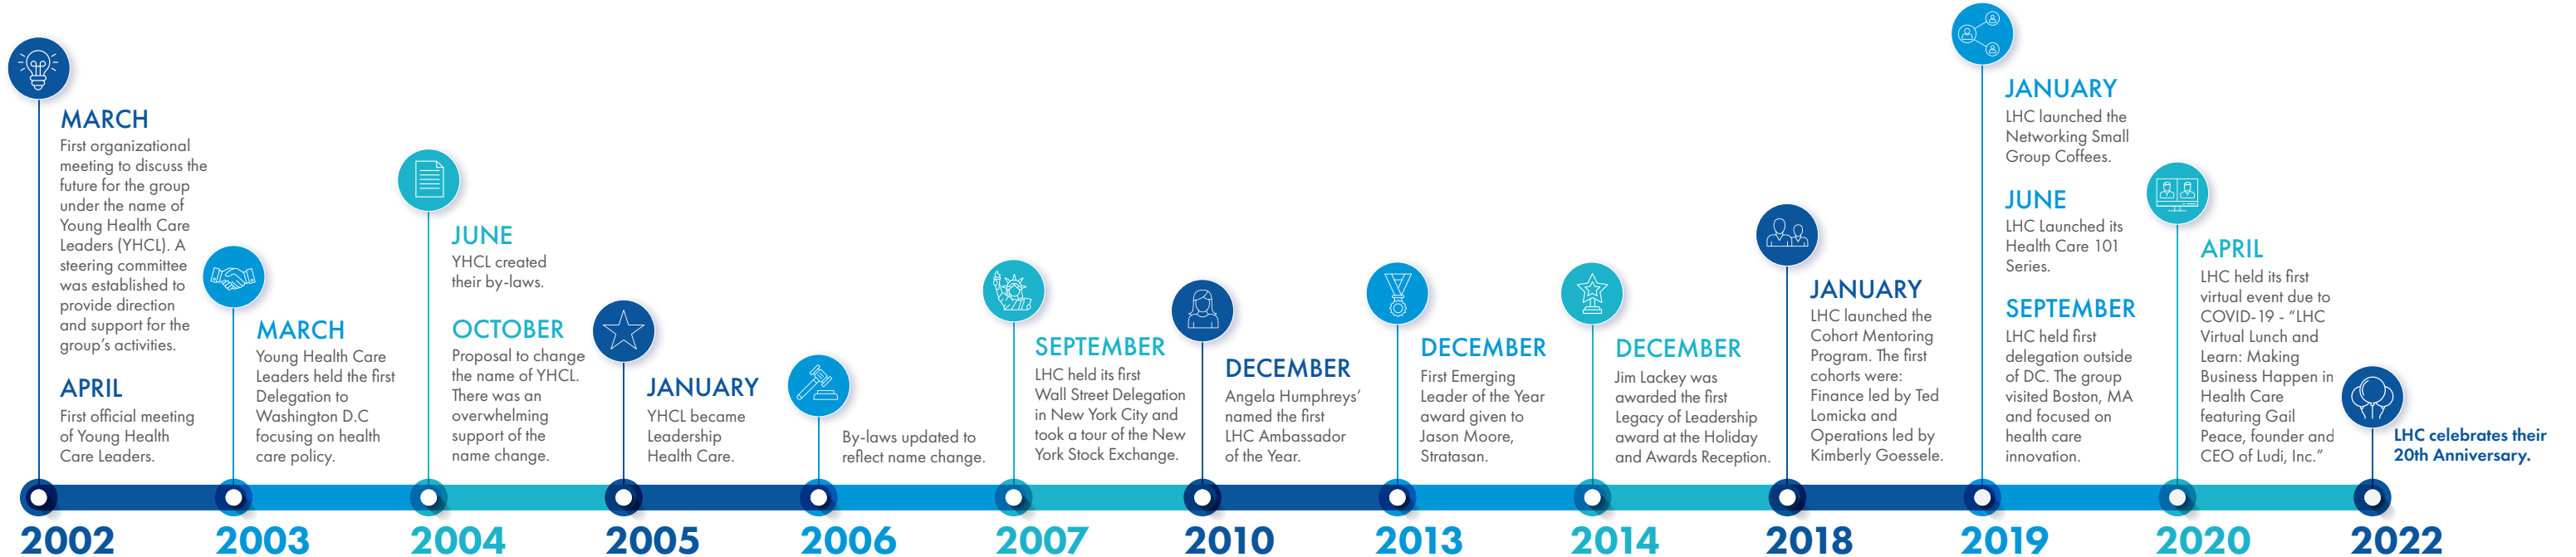 MARCH
First organizational
meeting to discuss the
future for the group
under the name of
Young Health Care
Leaders (YHCL). A
steering committee
was established to
provide direction
and support for the
group's activities.
APRIL
First official meeting
of Young Health
Care Leaders.
2002
MARCH
Young Health Care
Leaders held the first
Delegation to
Washington D.C
focusing on health
care policy.
2003
JUNE
YHCL created
their by-laws.
OCTOBER
Proposal to change
the name of YHCL.
There was an
overwhelming
support of the
name change.
2004
JANUARY
YHCL became
Leadership
Health Care.
2005
By-laws updated to
reflect name change.
2006
SEPTEMBER
LHC held its first
Wall Street Delegation
in New York City and
took a tour of the New
York Stock Exchange.
2007
DECEMBER
Angela Humphreys'
named the first
LHC Ambassador
of the Year.
2010
DECEMBER
First Emerging
Leader of the Year
award given to
Jason Moore,
Stratasan.
2013
DECEMBER
Jim Lackey was
awarded the first
Legacy of Leadership
award at the Holiday
and Awards Reception.
2014
JANUARY
LHC launched the
Cohort Mentoring
Program. The first
cohorts were:
Finance led by Ted
Lomicka and
Operations led by
Kimberly Goessele.
2018
JANUARY
LHC launched the
Networking Small
Group Coffees.
JUNE
LHC Launched its
Health Care 101
Series.
SEPTEMBER
LHC held first
delegation outside
of DC. The group
visited Boston, MA
and focused on
health care
innovation.
2019
APRIL
LHC held its first
virtual event due to
COVID-19 - "LHC
Virtual Lunch and
Learn: Making
Business Happen in
Health Care
featuring Gail
Peace, founder and
CEO of Ludi, Inc."
2020
LHC celebrates their
20th Anniversary.
2022